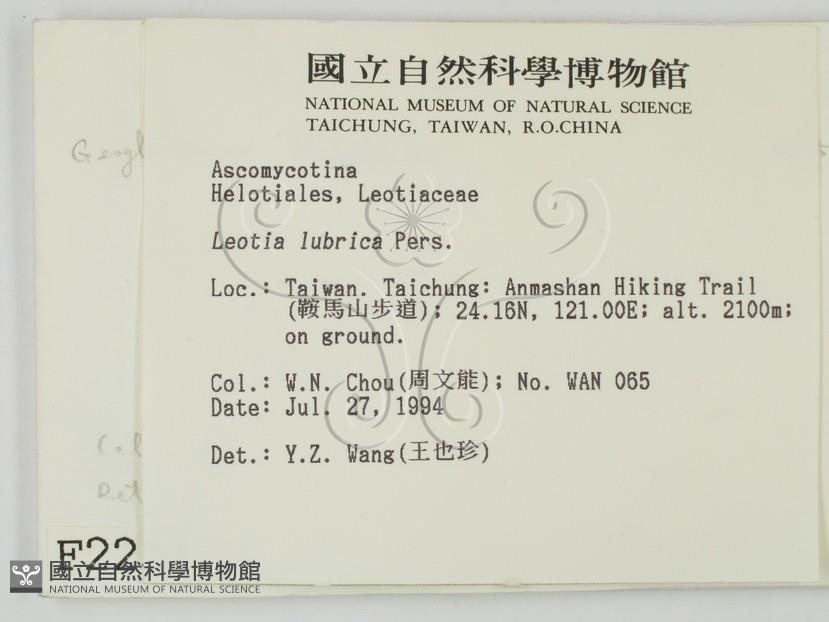 國立自然科學博物館
NATIONAL MUSEUM OF NATURAL SCIENCE
TAICHUNG, TAIWAN, R.O.CHINA
Geogl
Ascomycotina
Helotiales, Leotiaceae
Leotia lubrica Pers.
Loc.: Taiwan. Taichung: Anmashan Hiking Trail
(鞍馬山步道); 24.16N, 121.00E; alt. 2100m;
on ground.
Col.: W.N. Chou(周文能); No. WAN 065
Date: Jul. 27, 1994
Det.: Y.Z. Wang(王也珍)
Col
Det
F22
國立自然科學博物館
NATIONAL MUSEUM OF NATURAL SCIENCE